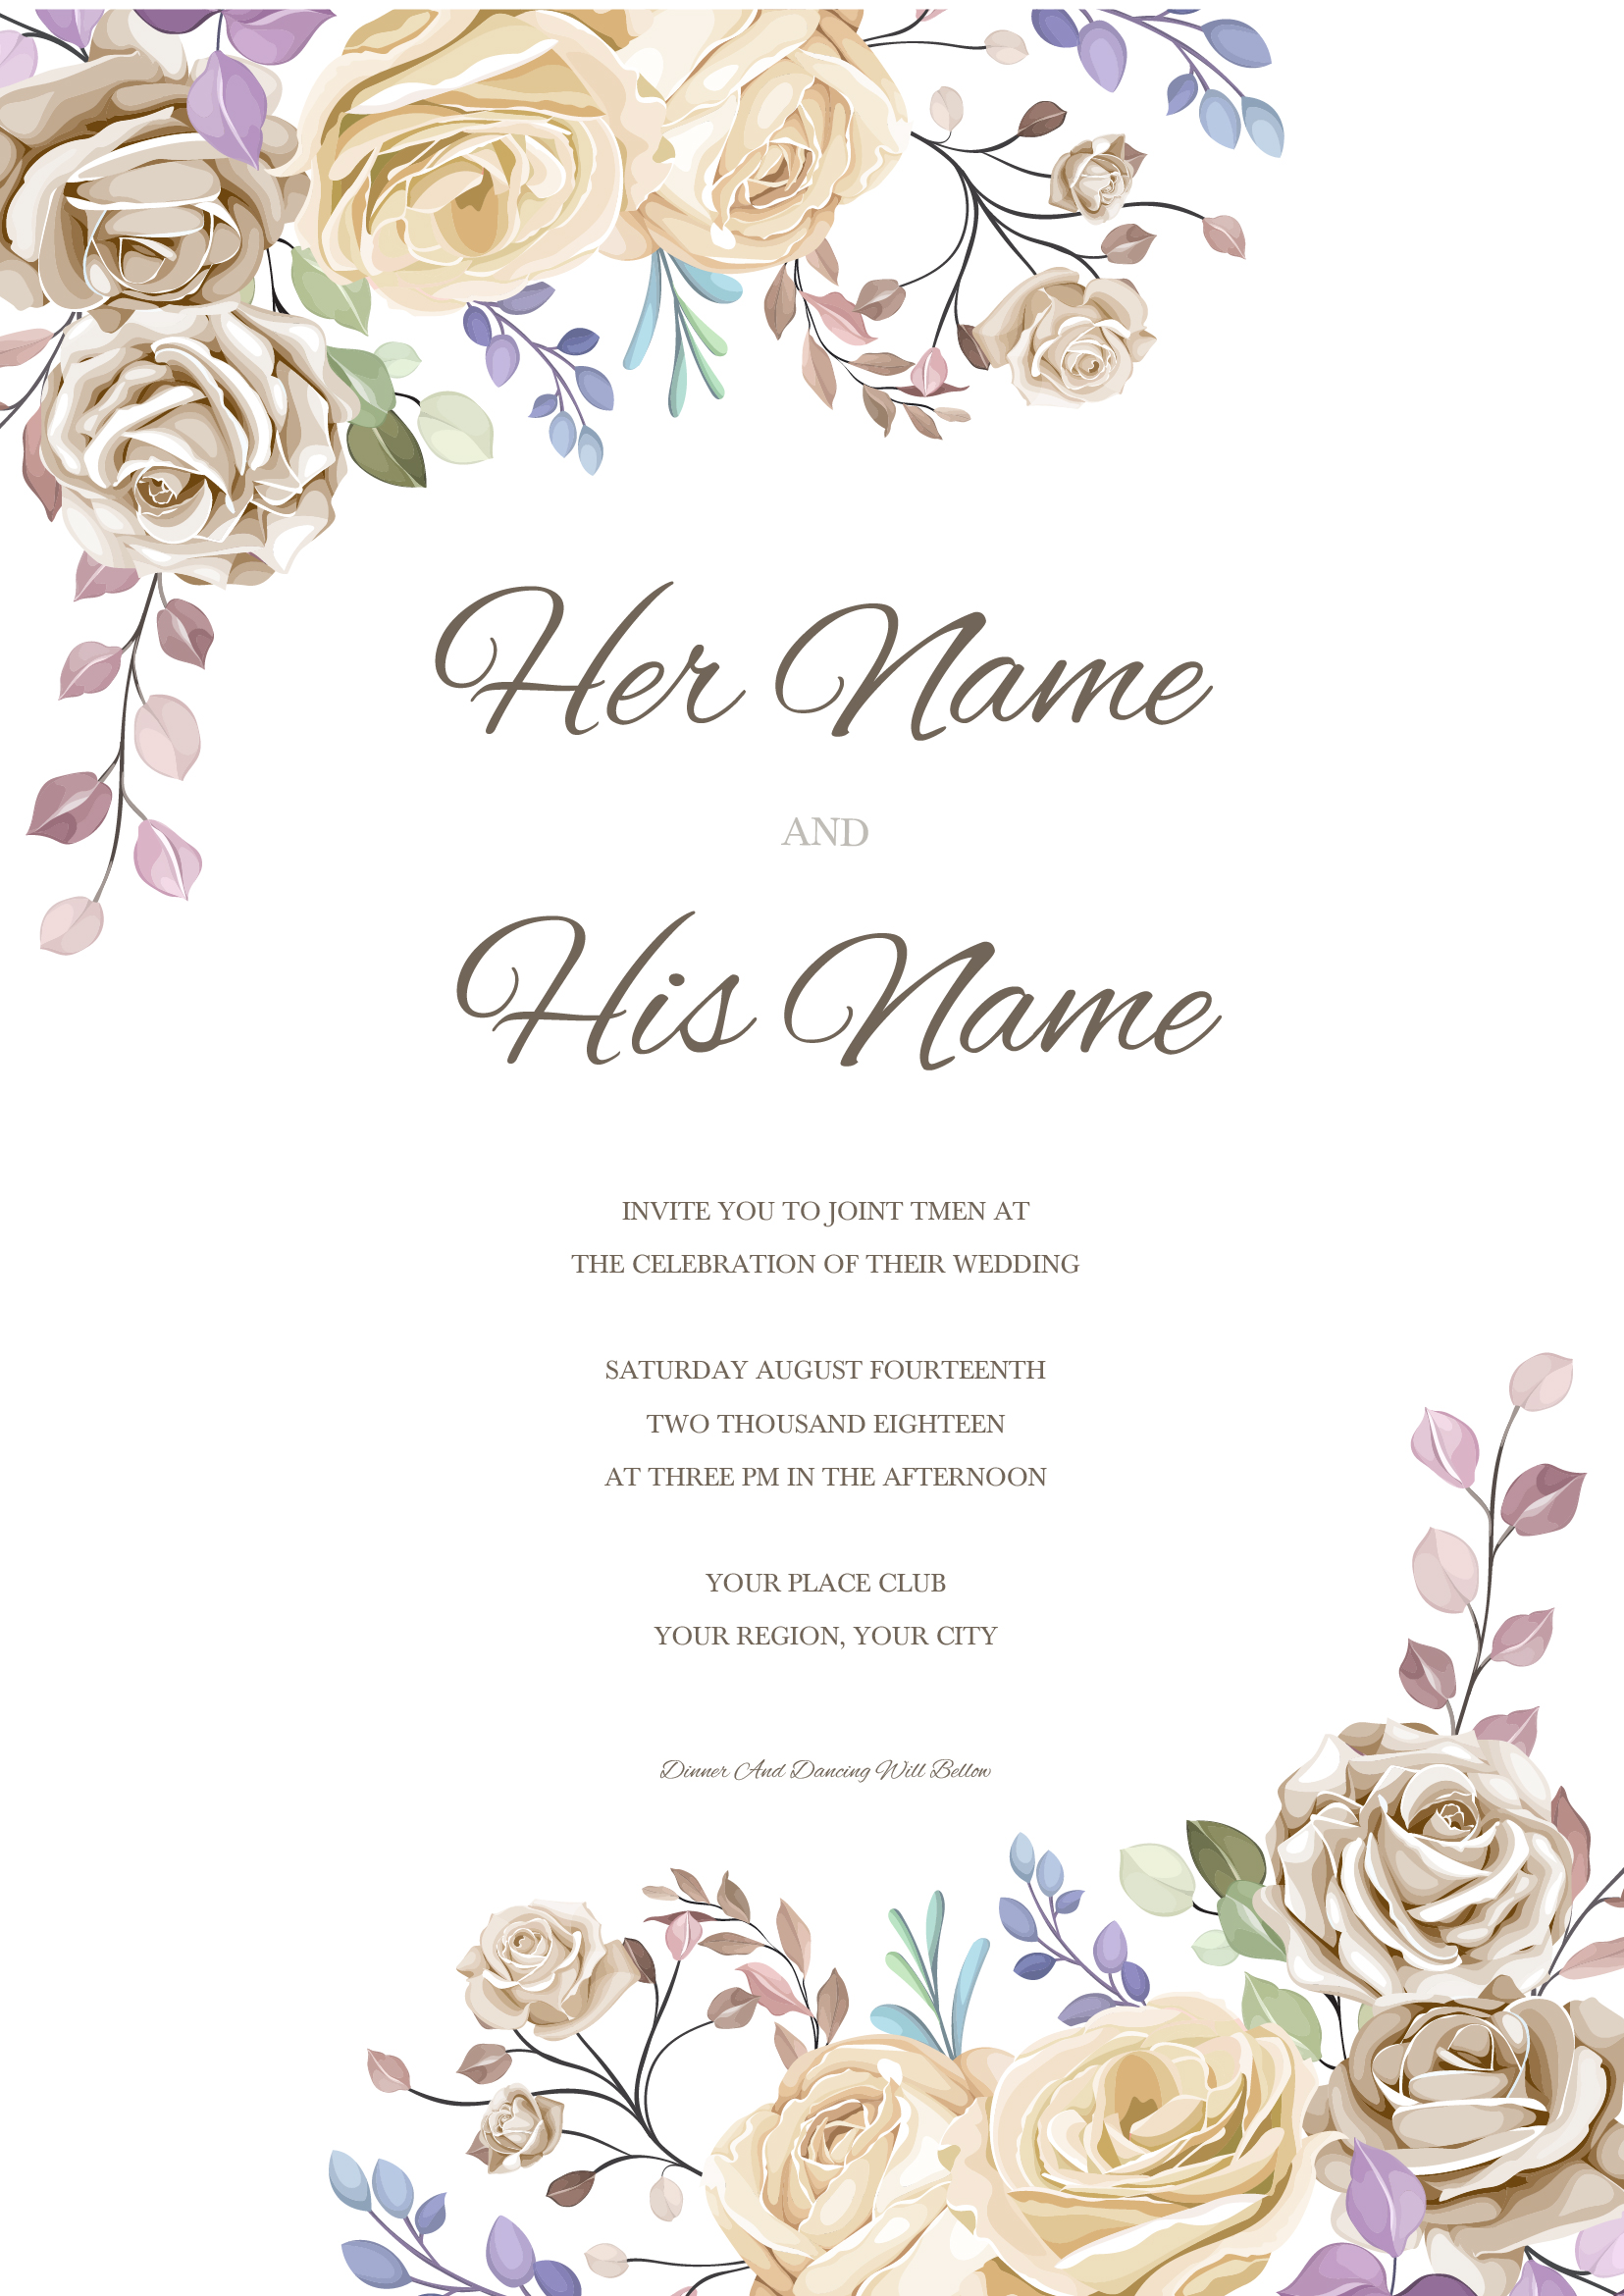 Her Name
AND
His Name
INVITE YOU TO JOINT TMEN AT
THE CELEBRATION OF THEIR WEDDING
SATURDAY AUGUST FOURTEENTH
TWO THOUSAND EIGHTEEN
AT THREE PM IN THE AFTERNOON
YOUR PLACE CLUB
YOUR REGION, YOUR CITY
Dinner And Dancing Will Bellow